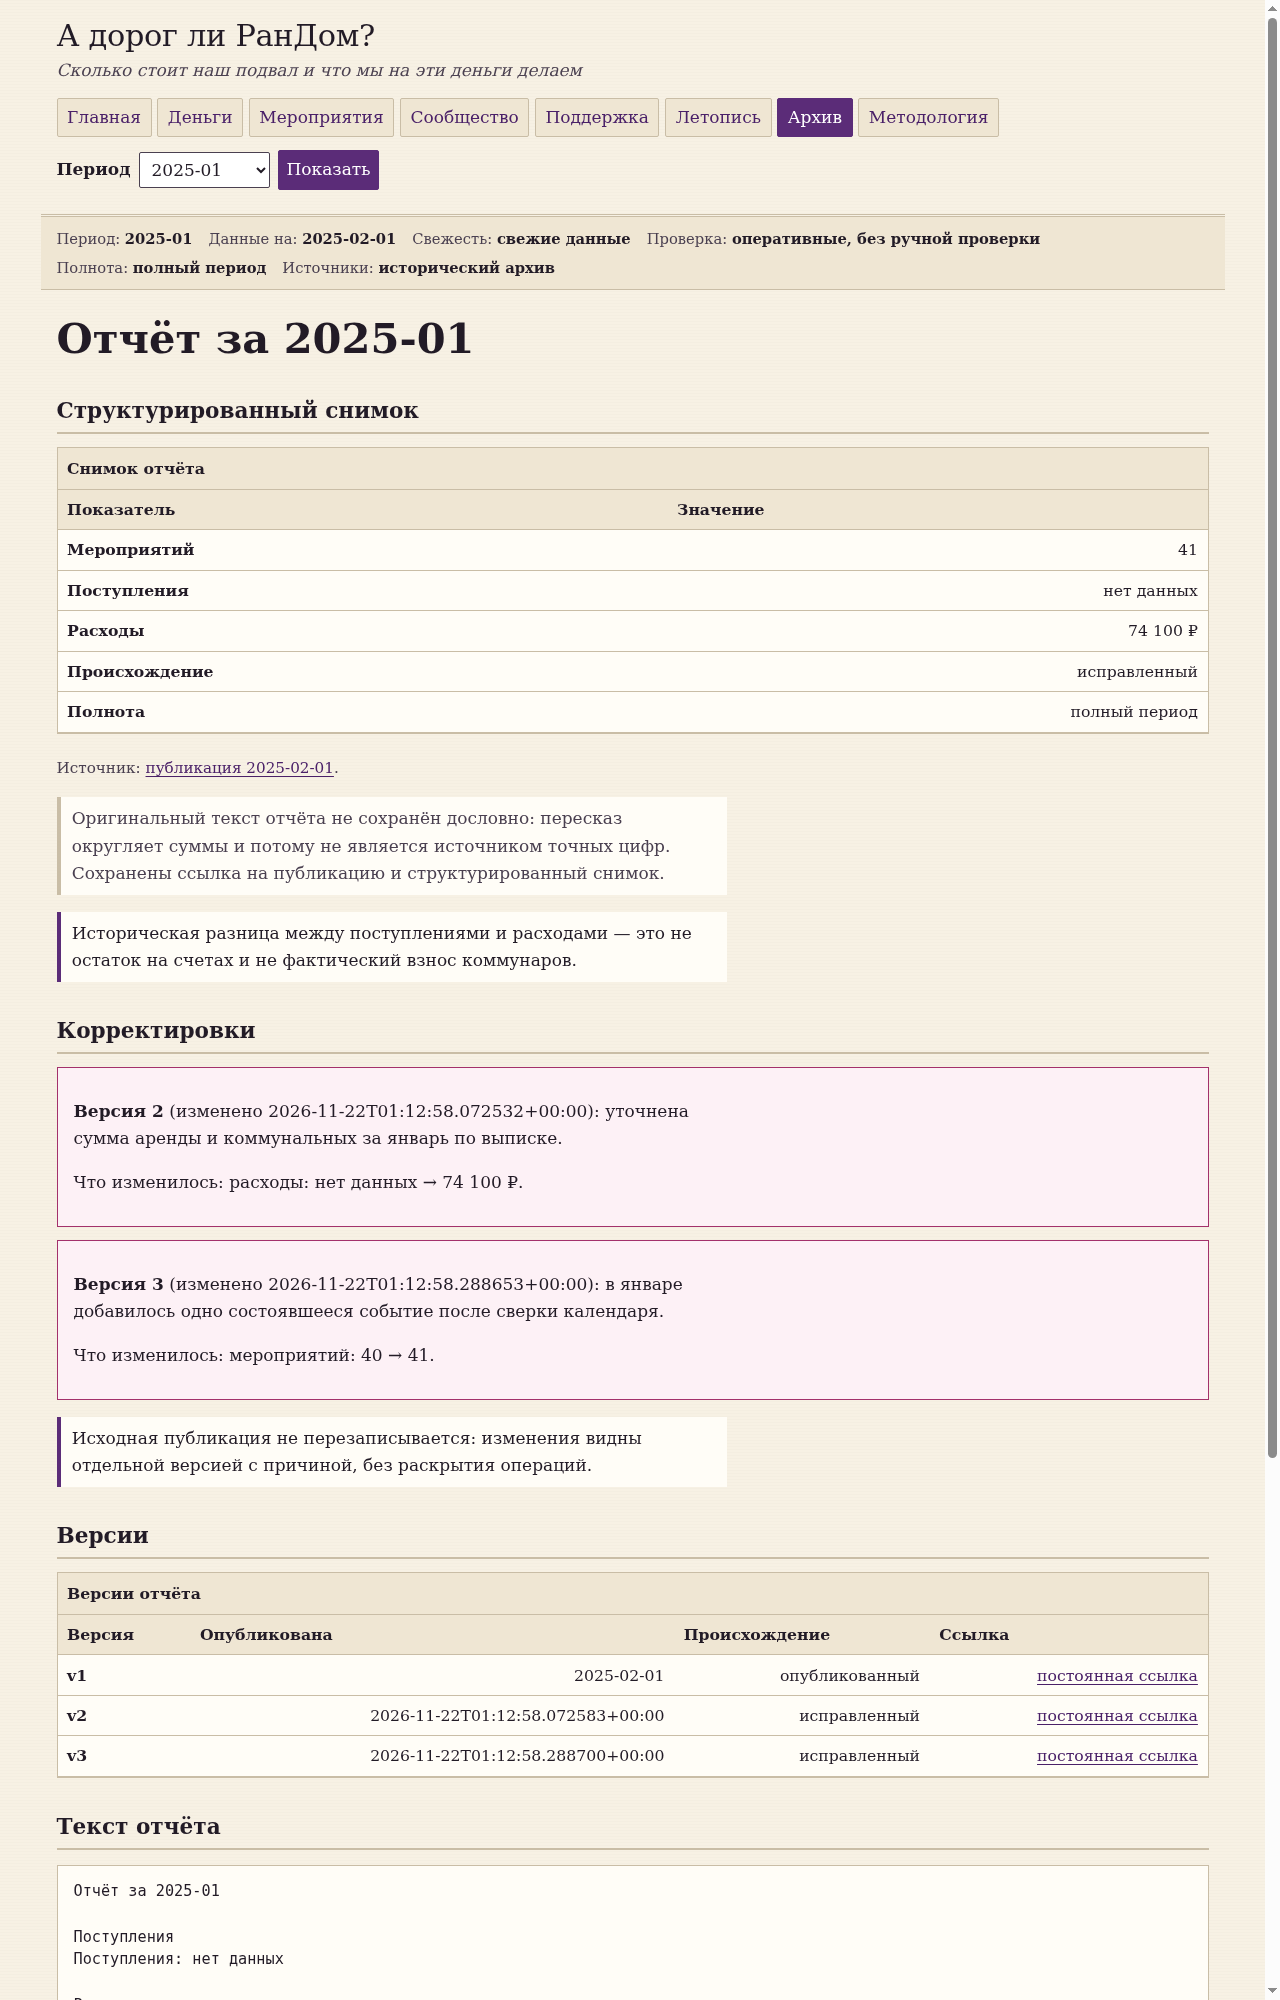 А дорог ли РанДом?
Сколько стоит наш подвал и что мы на эти деньги делаем
Главная Деньги Мероприятия Сообщество Поддержка Летопись Архив Методология
Период 2025-01 Показать
Период: 2025-01 Данные на: 2025-02-01 Свежесть: свежие данные Проверка: оперативные, без ручной проверки
Полнота: полный период Источники: исторический архив
Отчёт за 2025-01
Структурированный снимок
Снимок отчёта
Показатель Значение
Мероприятий 41
Поступления нет данных
Расходы 74 100 ₽
Происхождение исправленный
Полнота полный период
Источник: публикация 2025-02-01.
Оригинальный текст отчёта не сохранён дословно: пересказ
округляет суммы и потому не является источником точных цифр.
Сохранены ссылка на публикацию и структурированный снимок.
Историческая разница между поступлениями и расходами — это не
остаток на счетах и не фактический взнос коммунаров.
Корректировки
Версия 2 (изменено 2026-11-22T01:12:58.072532+00:00): уточнена
сумма аренды и коммунальных за январь по выписке.
Что изменилось: расходы: нет данных → 74 100 ₽.
Версия 3 (изменено 2026-11-22T01:12:58.288653+00:00): в январе
добавилось одно состоявшееся событие после сверки календаря.
Что изменилось: мероприятий: 40 → 41.
Исходная публикация не перезаписывается: изменения видны
отдельной версией с причиной, без раскрытия операций.
Версии
Версии отчёта
Версия Опубликована Происхождение Ссылка
v1 2025-02-01 опубликованный постоянная ссылка
v2 2026-11-22T01:12:58.072583+00:00 исправленный постоянная ссылка
v3 2026-11-22T01:12:58.288700+00:00 исправленный постоянная ссылка
Текст отчёта
Отчёт за 2025-01
Поступления
Поступления: нет данных